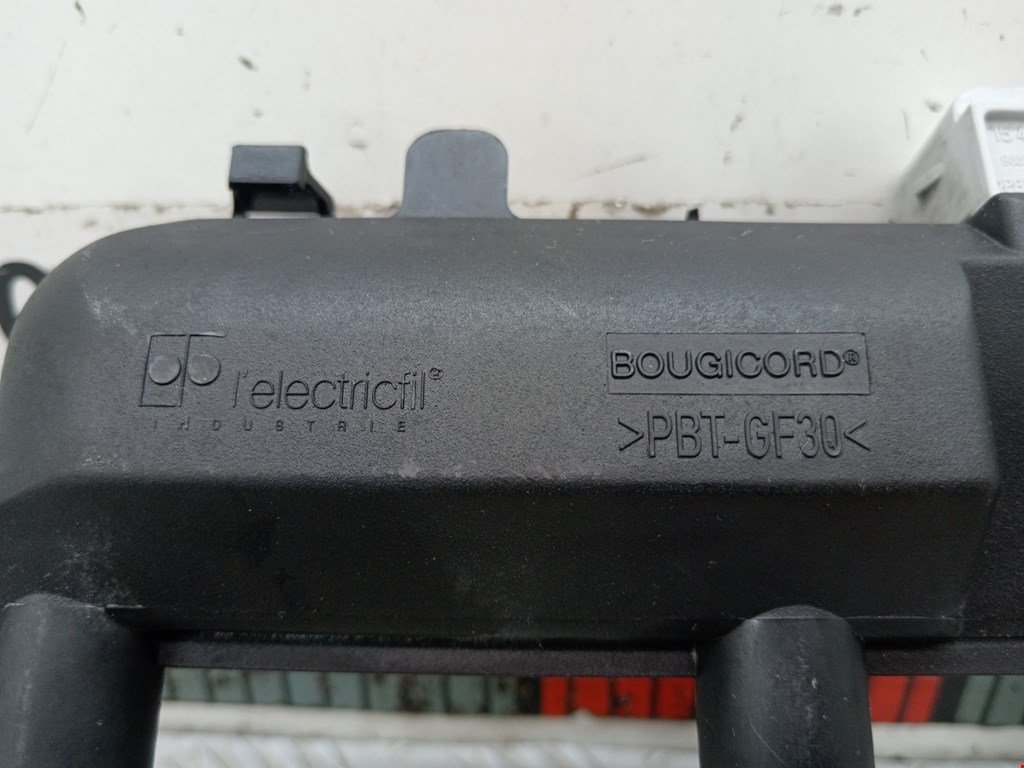 l'electricfil®
INDUSTRIE
BOUGICORD®
>PBT-GF30<